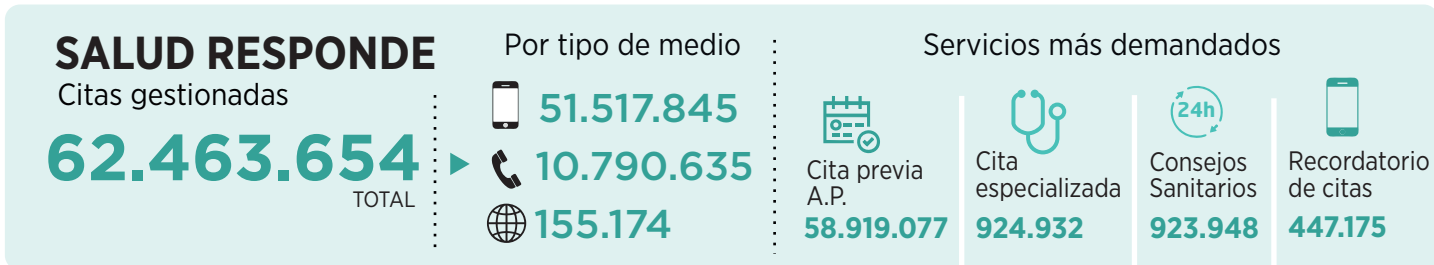 SALUD RESPONDE
Citas gestionadas
62.463.654
TOTAL
Por tipo de medio
51.517.845
10.790.635
155.174
Servicios más demandados
Cita previa
A.P.
58.919.077
Cita
especializada
924.932
24h
Consejos
Sanitarios
923.948
Recordatorio
de citas
447.175